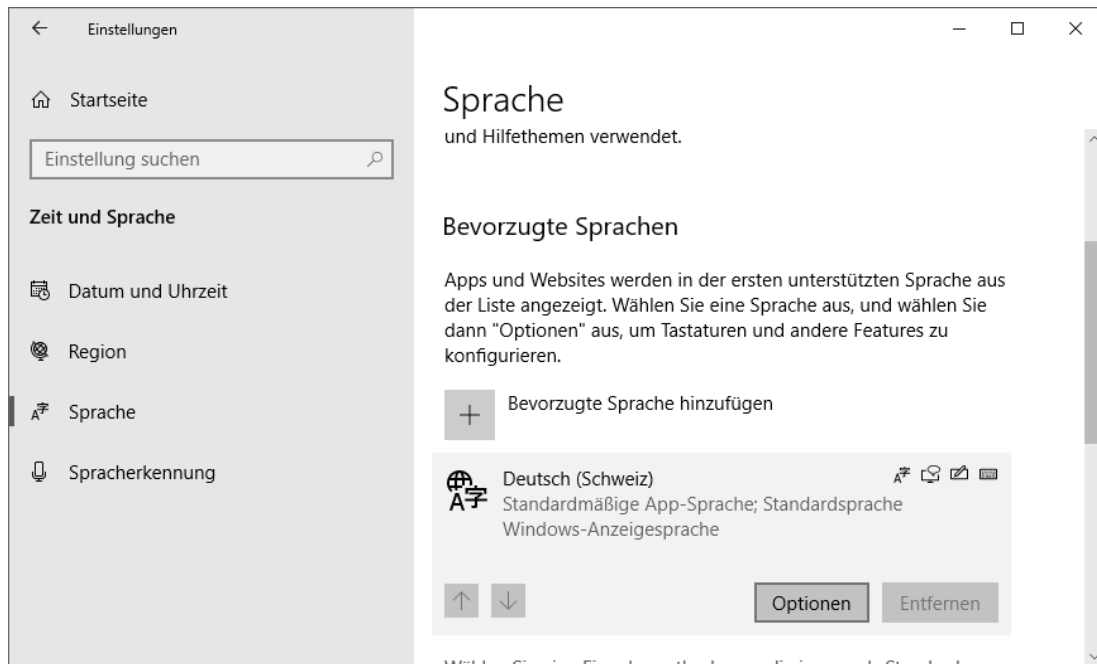 Einstellungen
Startseite
Einstellung suchen
Zeit und Sprache
Datum und Uhrzeit
Region
Sprache
Spracherkennung
Sprache
und Hilfethemen verwendet.
Bevorzugte Sprachen
Apps und Websites werden in der ersten unterstützten Sprache aus
der Liste angezeigt. Wählen Sie eine Sprache aus, und wählen Sie
dann "Optionen" aus, um Tastaturen und andere Features zu
konfigurieren.
Bevorzugte Sprache hinzufügen
Deutsch (Schweiz)
Standardmäßige App-Sprache; Standardsprache
Windows-Anzeigesprache
Optionen
Entfernen